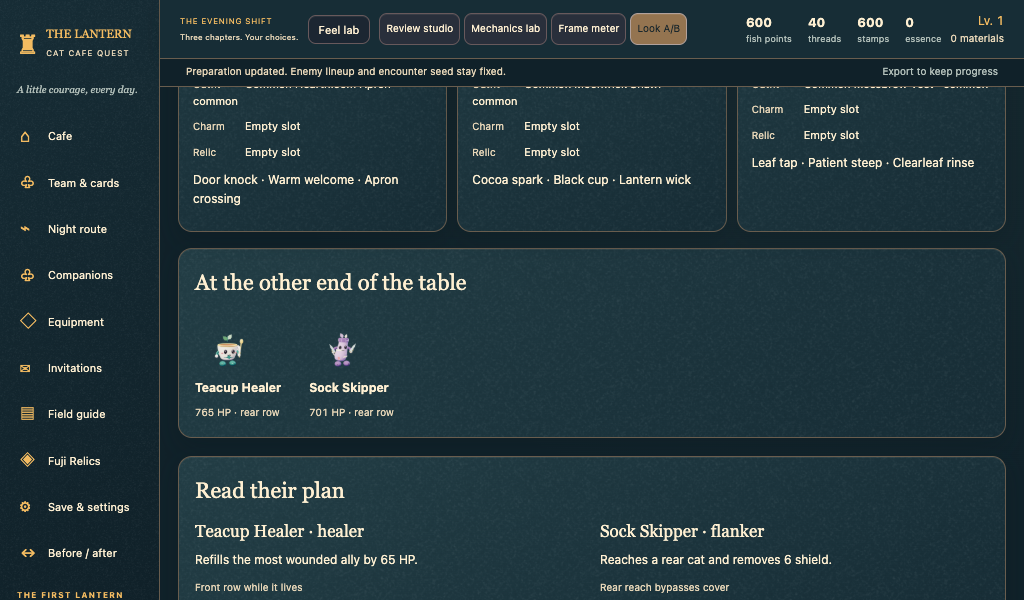 THE LANTERN
CAT CAFE QUEST
A little courage, every day.
Cafe
Team & cards
Night route
Companions
Equipment
Invitations
Field guide
Fuji Relics
Save & settings
Before / after
THE FIRST LANTERN
THE EVENING SHIFT
Three chapters. Your choices.
Feel lab
Review studio
Mechanics lab
Frame meter
Look A/B
600 fish points
40 threads
600 stamps
0 essence
Lv. 1
0 materials
Preparation updated. Enemy lineup and encounter seed stay fixed.
Export to keep progress
common
Charm Empty slot
Relic Empty slot
Door knock · Warm welcome · Apron
crossing
common
Charm Empty slot
Relic Empty slot
Cocoa spark · Black cup · Lantern wick
Charm Empty slot
Relic Empty slot
Leaf tap · Patient steep · Clearleaf rinse
At the other end of the table
Teacup Healer
765 HP · rear row
Sock Skipper
701 HP · rear row
Read their plan
Teacup Healer · healer
Refills the most wounded ally by 65 HP.
Front row while it lives
Sock Skipper · flanker
Reaches a rear cat and removes 6 shield.
Rear reach bypasses cover